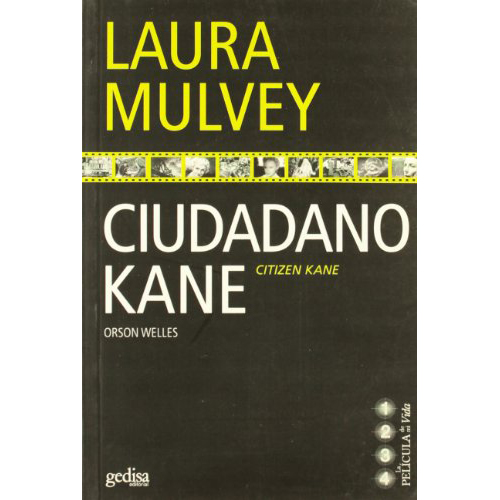 LAURA
MULVEY
CIUDADANO
CITIZEN KANE
KANE
ORSON WELLES
gedisa
editorial
1
2
3
4
La
PELÍCULA de
mi Vida